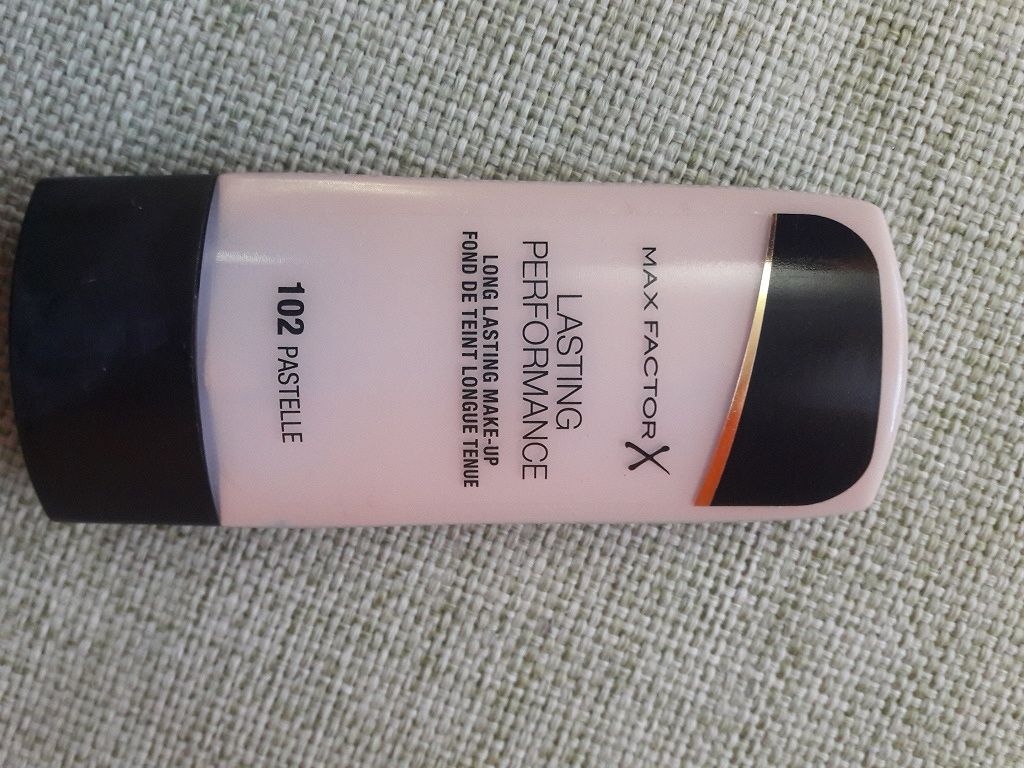 MAX FACTOR X
LASTING
PERFORMANCE
LONG LASTING MAKE-UP
FOND DE TEINT LONGUE TENUE
102 PASTELLE